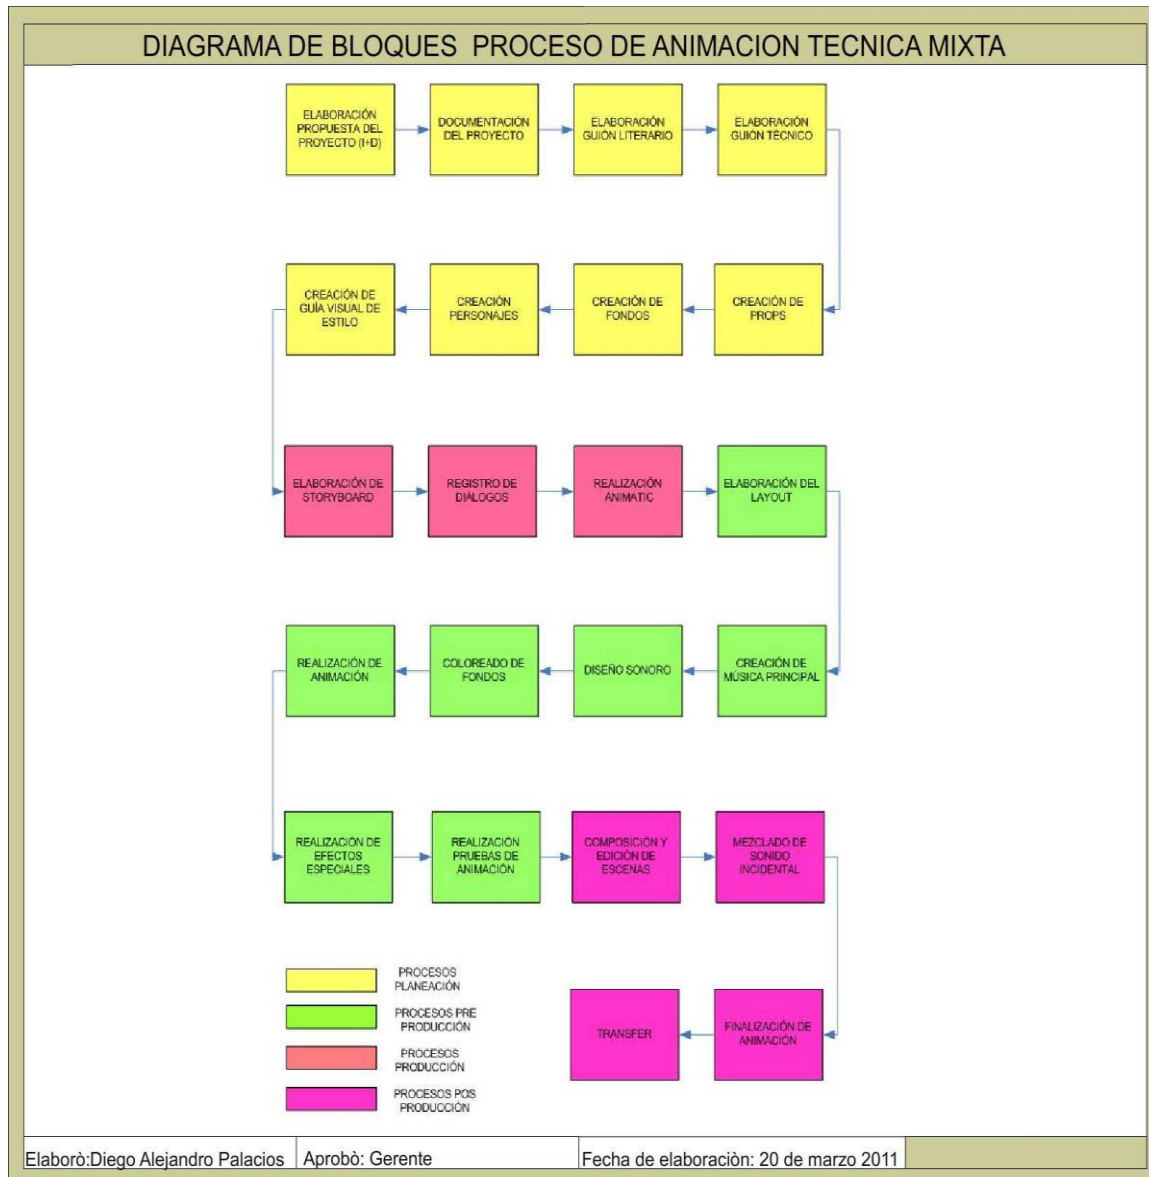 DIAGRAMA DE BLOQUES PROCESO DE ANIMACION TECNICA MIXTA
ELABORACIÓN
PROPUESTA DEL
PROYECTO (I+D)
DOCUMENTACIÓN
DEL PROYECTO
ELABORACIÓN
GUIÓN LITERARIO
ELABORACIÓN
GUIÓN TÉCNICO
CREACIÓN DE
GUÍA VISUAL DE
ESTILO
CREACIÓN
PERSONAJES
CREACIÓN DE
FONDOS
CREACIÓN DE
PROPS
ELABORACIÓN DE
STORYBOARD
REGISTRO DE
DIÁLOGOS
REALIZACIÓN
ANIMATIC
ELABORACIÓN DEL
LAYOUT
REALIZACIÓN DE
ANIMACIÓN
COLOREADO DE
FONDOS
DISEÑO SONORO
CREACIÓN DE
MÚSICA PRINCIPAL
REALIZACIÓN DE
EFECTOS
ESPECIALES
REALIZACIÓN
PRUEBAS DE
ANIMACIÓN
COMPOSICIÓN Y
EDICIÓN DE
ESCENAS
MEZCLADO DE
SONIDO
INCIDENTAL
TRANSFER
FINALIZACIÓN DE
ANIMACIÓN
PROCESOS
PLANEACIÓN
PROCESOS PRE
PRODUCCIÓN
PROCESOS
PRODUCCIÓN
PROCESOS POS
PRODUCCIÓN
Elaborò:Diego Alejandro Palacios
Aprobò: Gerente
Fecha de elaboraciòn: 20 de marzo 2011